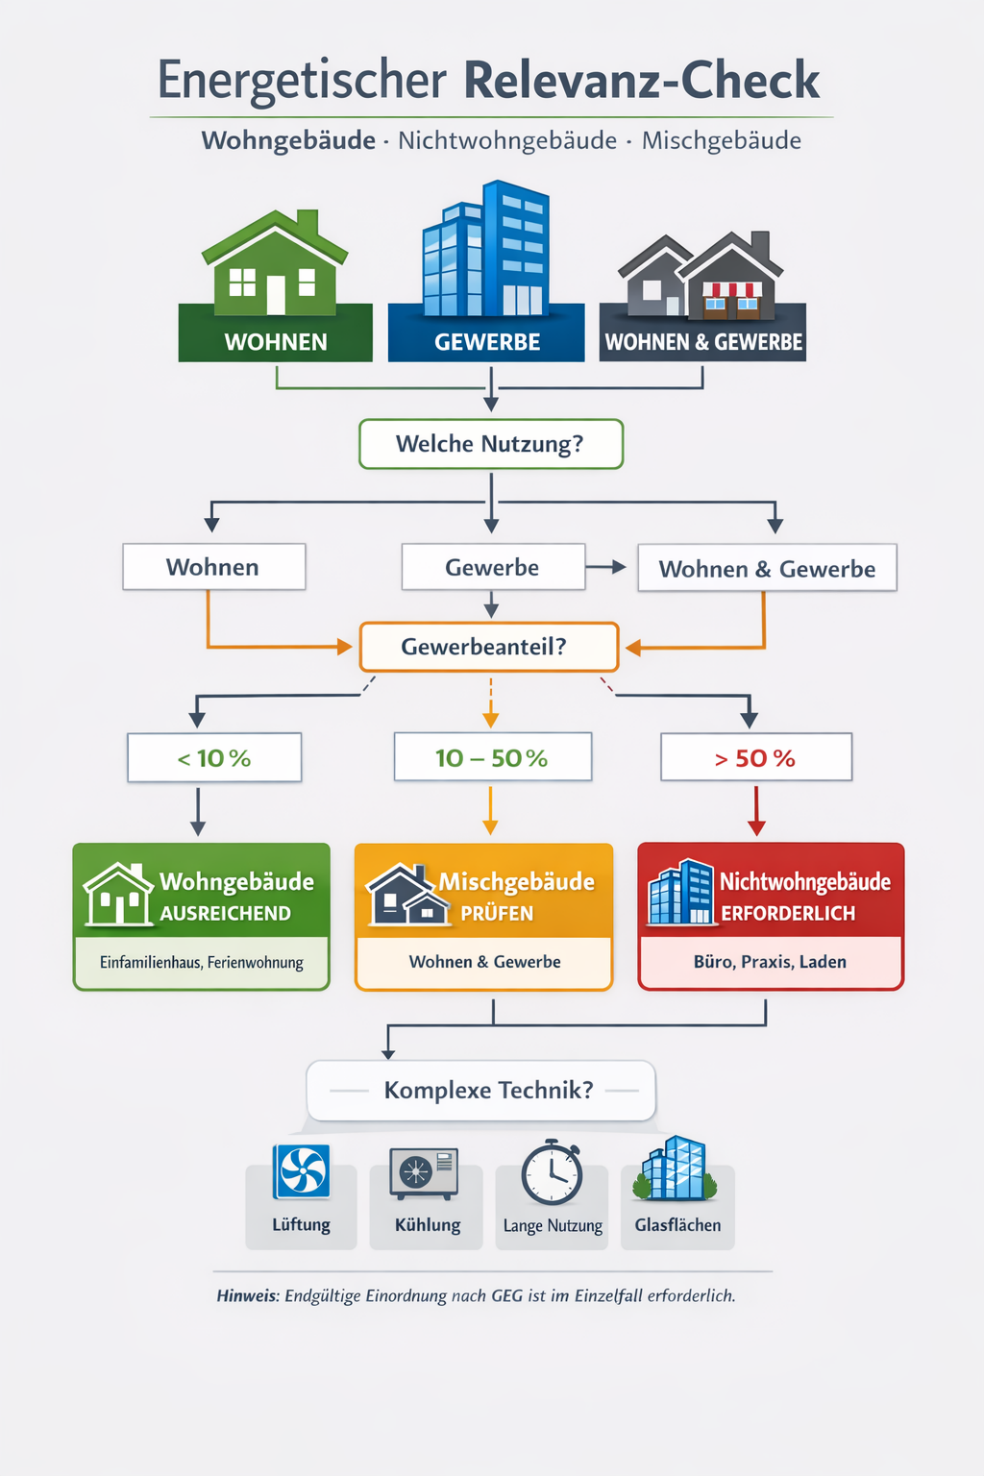 Energetischer Relevanz-Check
Wohngebäude · Nichtwohngebäude · Mischgebäude
WOHNEN
GEWERBE
WOHNEN & GEWERBE
Welche Nutzung?
Wohnen
Gewerbe
Wohnen & Gewerbe
Gewerbeanteil?
< 10 %
10 – 50 %
> 50 %
Wohngebäude
AUSREICHEND
Einfamilienhaus, Ferienwohnung
Mischgebäude
PRÜFEN
Wohnen & Gewerbe
Nichtwohngebäude
ERFORDERLICH
Büro, Praxis, Laden
Komplexe Technik?
Lüftung
Kühlung
Lange Nutzung
Glasflächen
Hinweis: Endgültige Einordnung nach GEG ist im Einzelfall erforderlich.